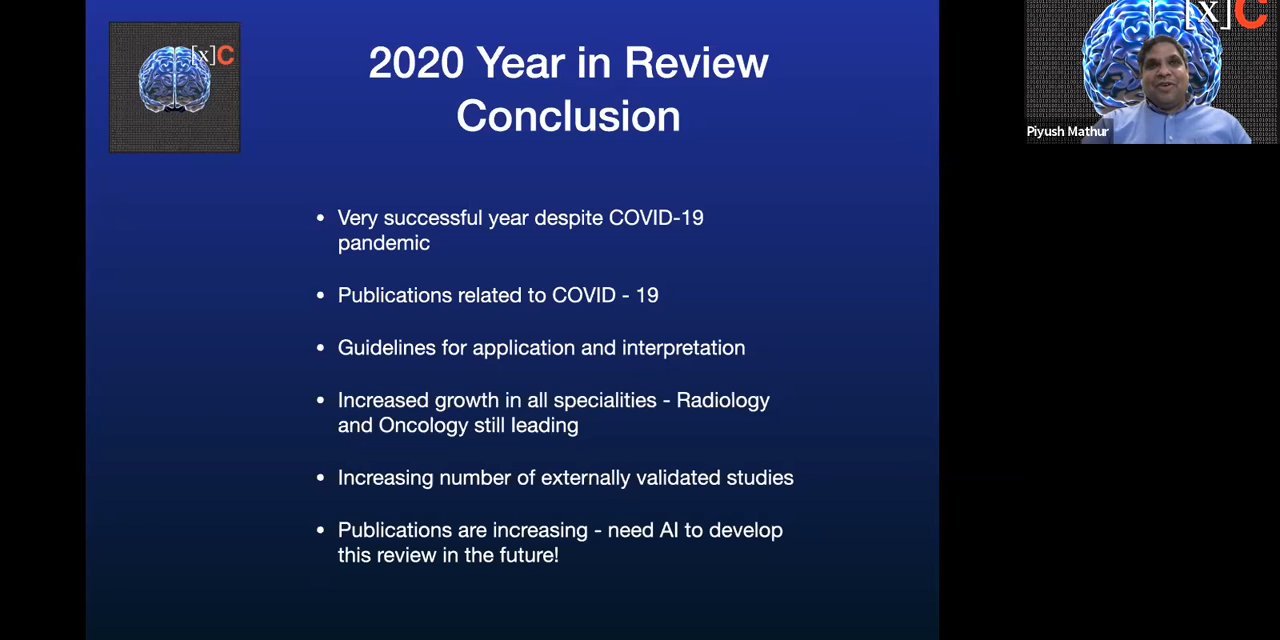 [x]C
2020 Year in Review
Conclusion
• Very successful year despite COVID-19
pandemic
• Publications related to COVID - 19
• Guidelines for application and interpretation
• Increased growth in all specialities - Radiology
and Oncology still leading
• Increasing number of externally validated studies
• Publications are increasing - need AI to develop
this review in the future!
[x]C
Piyush Mathur